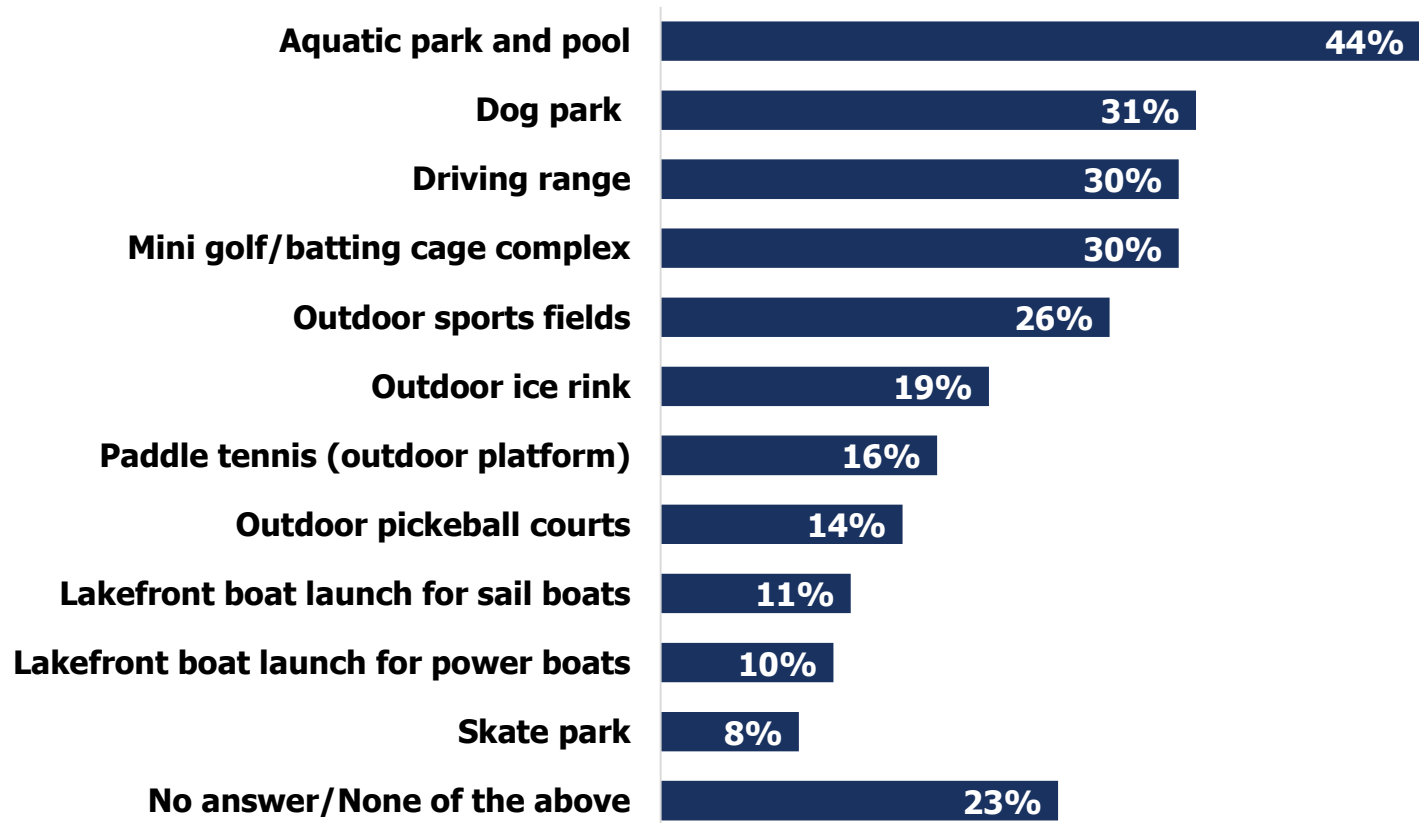 Aquatic park and pool 44%
Dog park 31%
Driving range 30%
Mini golf/batting cage complex 30%
Outdoor sports fields 26%
Outdoor ice rink 19%
Paddle tennis (outdoor platform) 16%
Outdoor pickeball courts 14%
Lakefront boat launch for sail boats 11%
Lakefront boat launch for power boats 10%
Skate park 8%
No answer/None of the above 23%